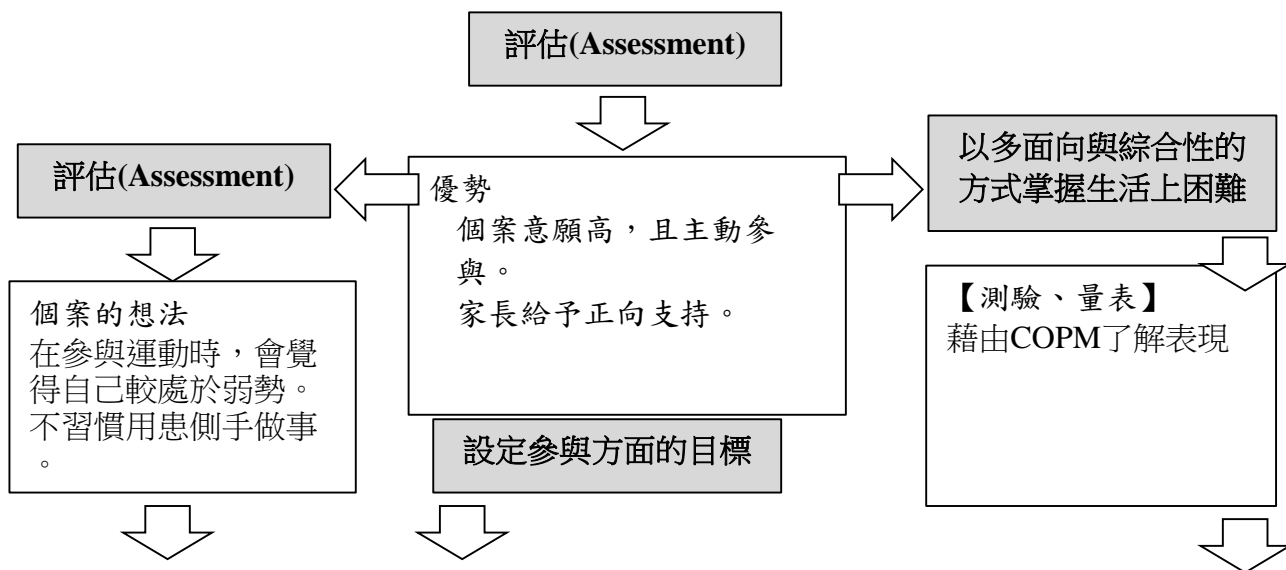 評估(Assessment)
評估(Assessment)
優勢
個案意願高，且主動參
與。
家長給予正向支持。
以多面向與綜合性的
方式掌握生活上困難
個案的想法
在參與運動時，會覺
得自己較處於弱勢。
不習慣用患側手做事
。
設定參與方面的目標
【測驗、量表】
藉由COPM了解表現